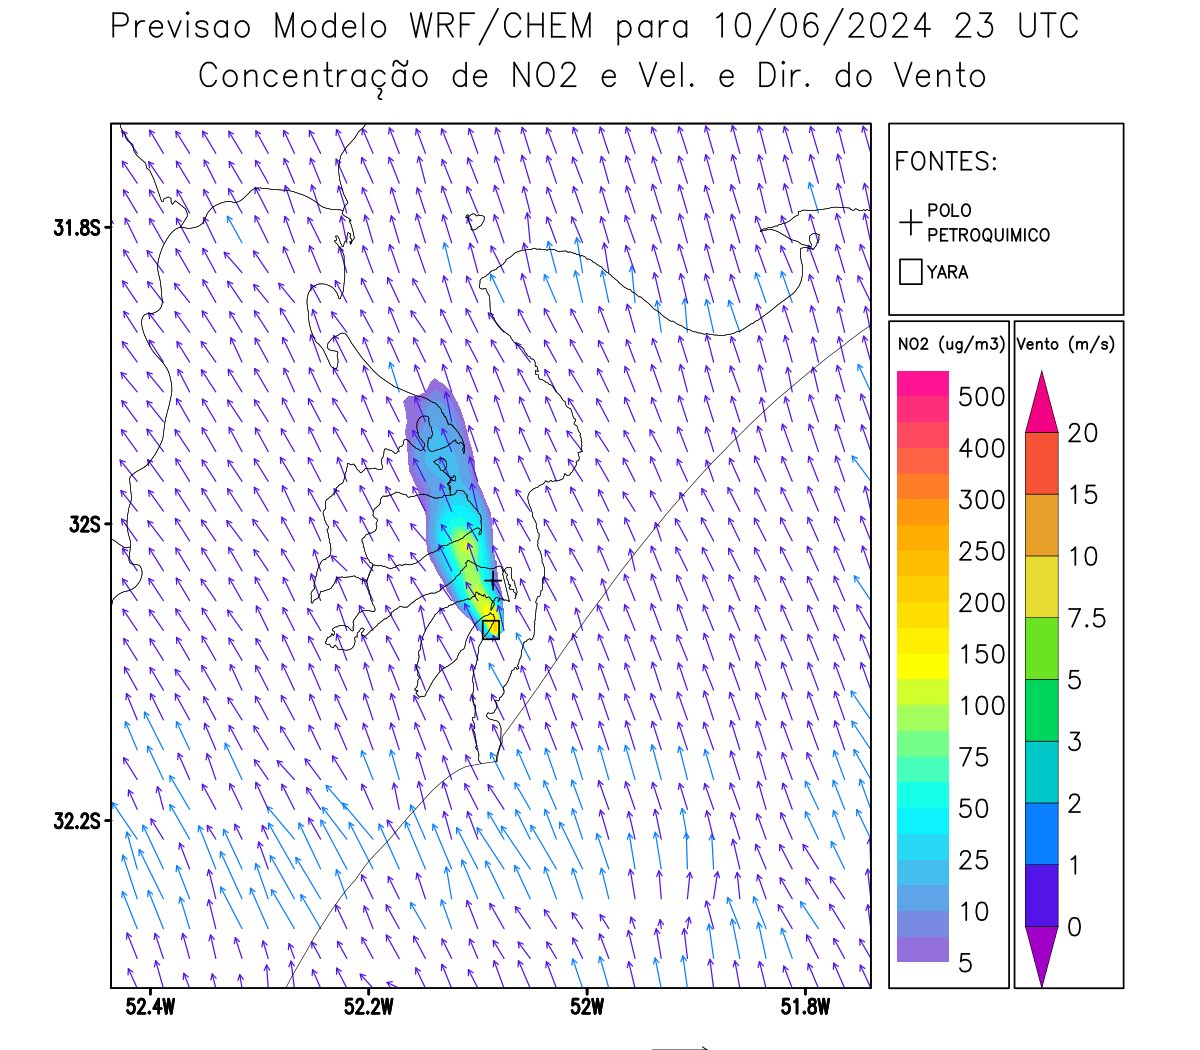 Previsao Modelo WRF/CHEM para 10/06/2024 23 UTC
Concentração de NO2 e Vel. e Dir. do Vento
FONTES:
POLO
PETROQUIMICO
YARA
NO2 (ug/m3)
500
400
300
250
200
150
100
75
50
25
10
5
Vento (m/s)
20
15
10
7.5
5
3
2
1
0
31.8S
32S
32.2S
52.4W
52.2W
52W
51.8W